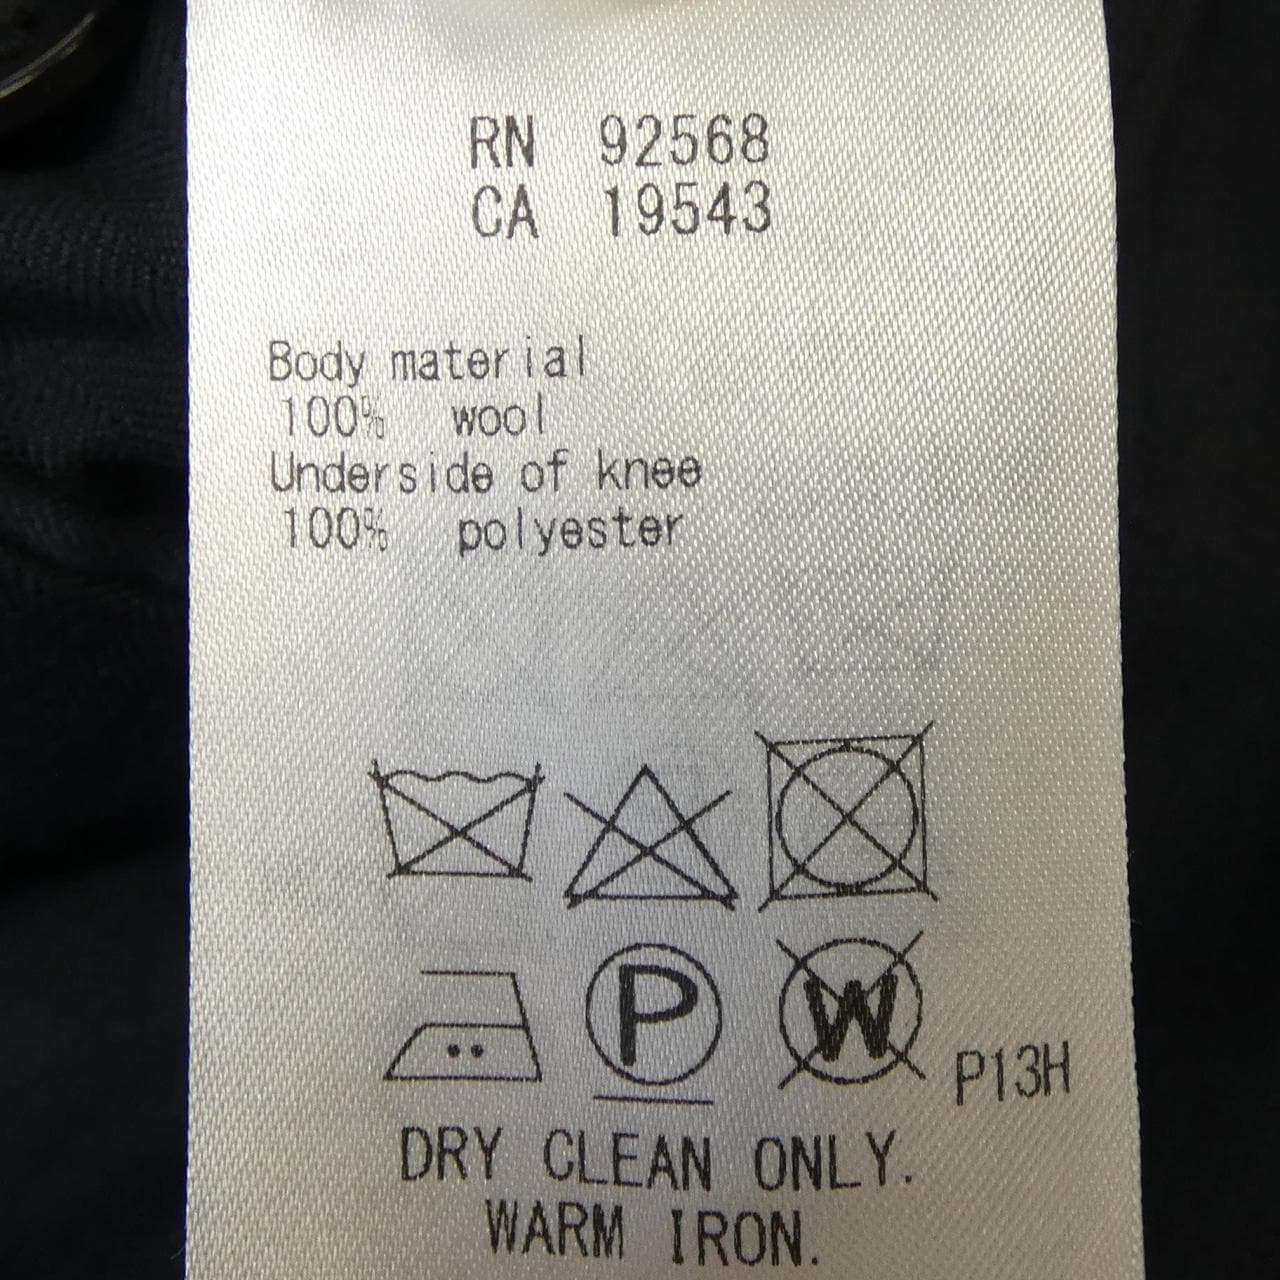 RN 92568
CA 19543
Body material
100% wool
Underside of knee
100% polyester
P W P13H
DRY CLEAN ONLY.
WARM IRON.